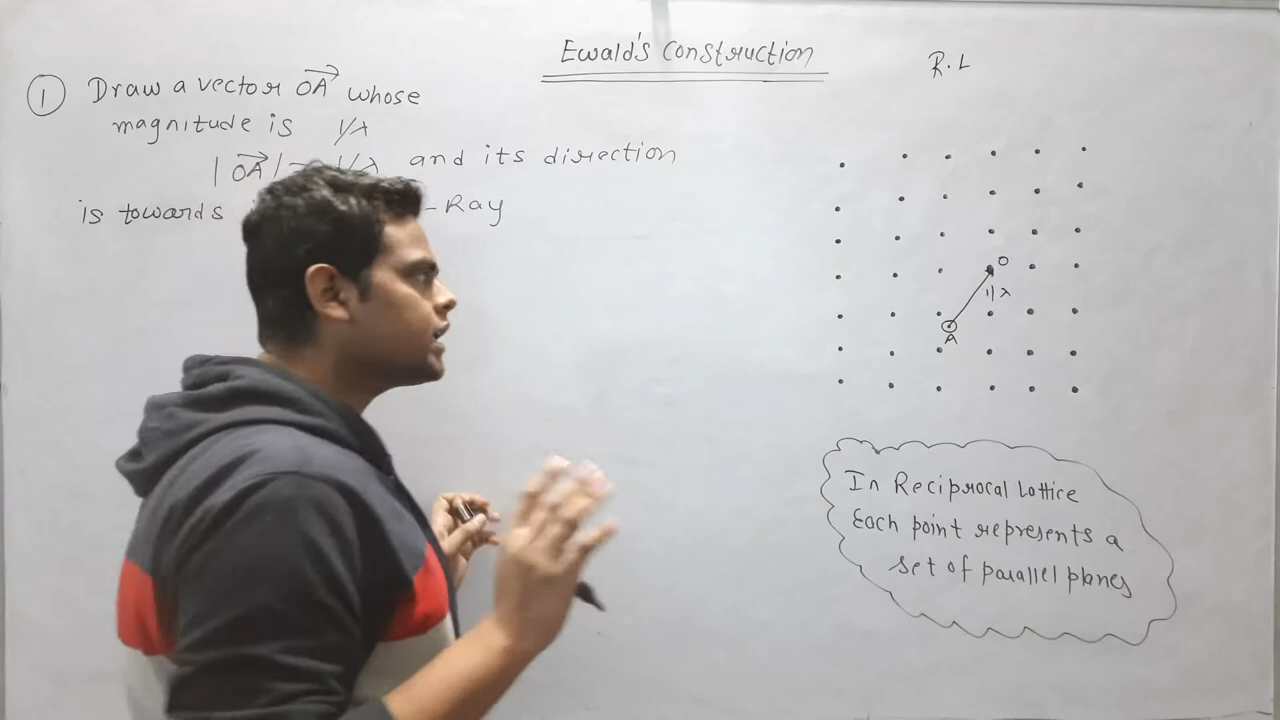 Ewald's Construction
R.L
① Draw a vector OA whose
magnitude is 1/λ
|OA| = 1/λ and its direction
is towards - Ray
O
1/λ
A
In Reciprocal Lattice
Each point represents a
set of parallel planes